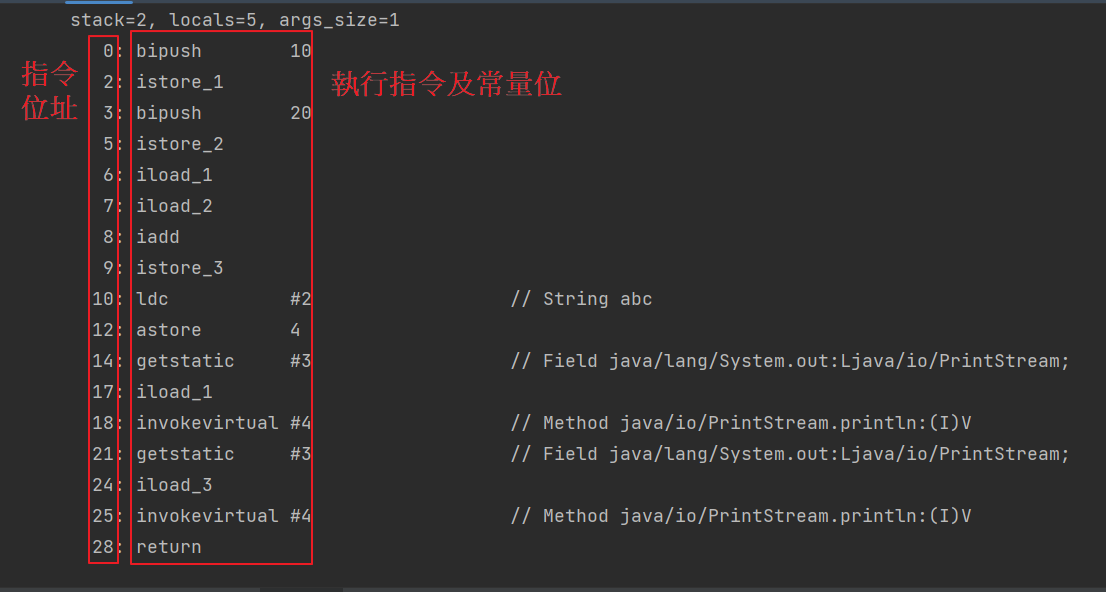 stack=2, locals=5, args_size=1
0: bipush 10
2: istore_1
3: bipush 20
5: istore_2
6: iload_1
7: iload_2
8: iadd
9: istore_3
10: ldc #2 // String abc
12: astore 4
14: getstatic #3 // Field java/lang/System.out:Ljava/io/PrintStream;
17: iload_1
18: invokevirtual #4 // Method java/io/PrintStream.println:(I)V
21: getstatic #3 // Field java/lang/System.out:Ljava/io/PrintStream;
24: iload_3
25: invokevirtual #4 // Method java/io/PrintStream.println:(I)V
28: return
指令
位址
執行指令及常量位